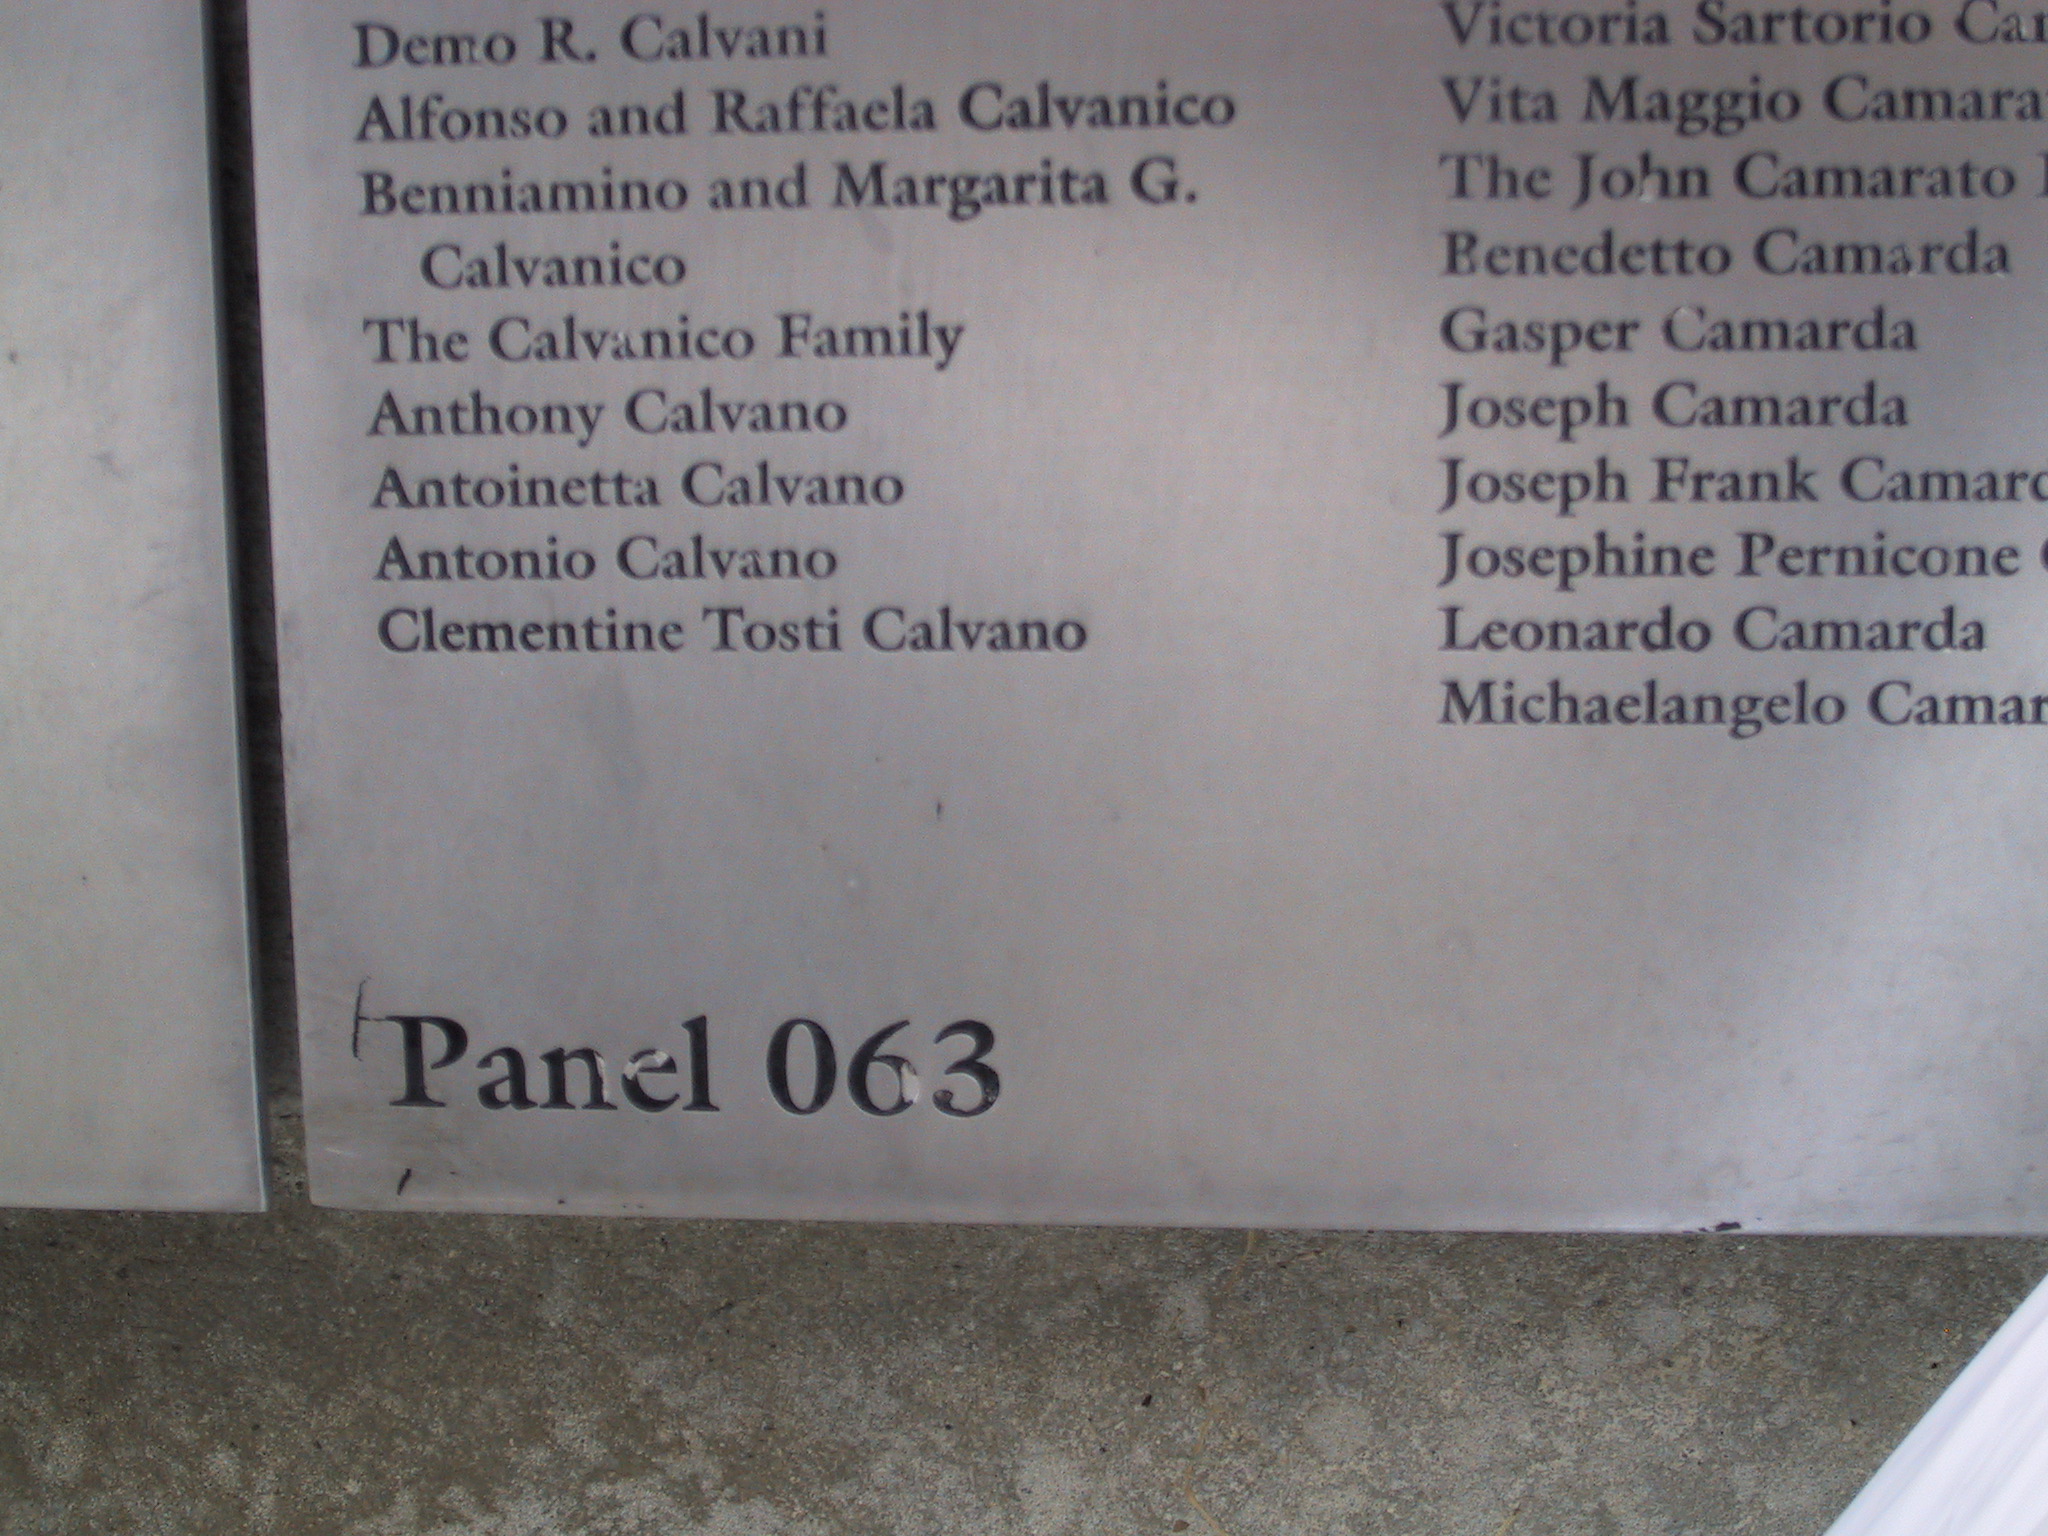 Demo R. Calvani
Alfonso and Raffaela Calvanico
Benniamino and Margarita G.
Calvanico
The Calvanico Family
Anthony Calvano
Antoinetta Calvano
Antonio Calvano
Clementine Tosti Calvano
Victoria Sartorio
Vita Maggio
The John Camarato
Benedetto Camarda
Gasper Camarda
Joseph Camarda
Joseph Frank
Josephine Pernicone
Leonardo Camarda
Michaelangelo
Panel 063